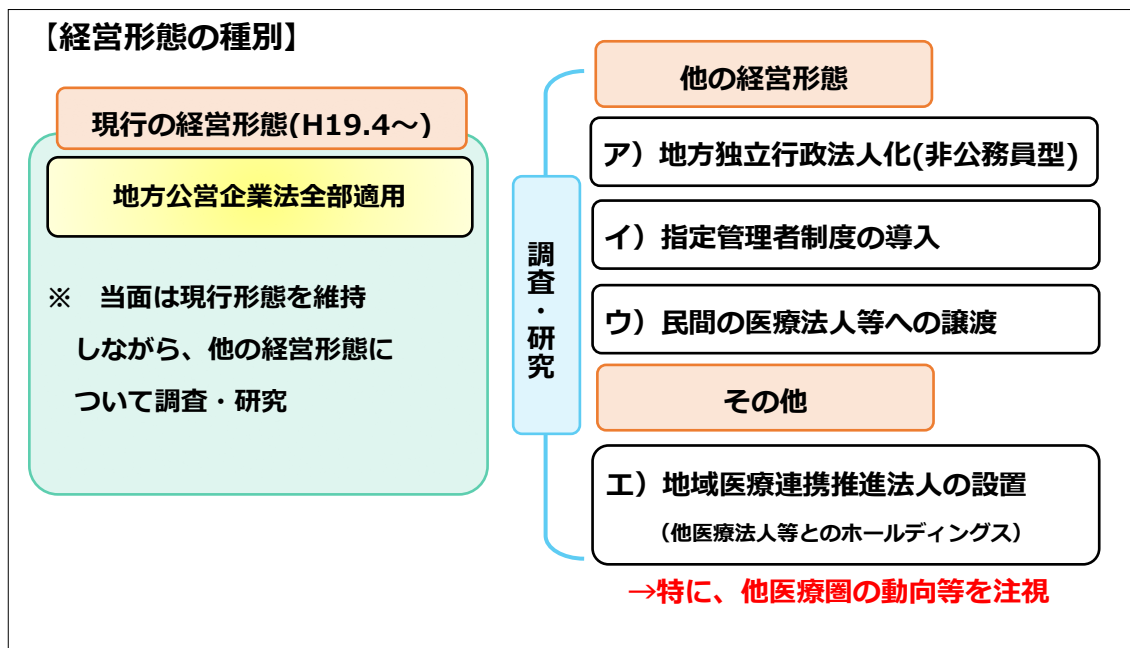 【経営形態の種別】
現行の経営形態(H19.4～)
地方公営企業法全部適用
※　当面は現行形態を維持
しながら、他の経営形態に
ついて調査・研究
調査・研究
他の経営形態
ア）地方独立行政法人化(非公務員型)
イ）指定管理者制度の導入
ウ）民間の医療法人等への譲渡
その他
エ）地域医療連携推進法人の設置
（他医療法人等とのホールディングス）
→特に、他医療圏の動向等を注視